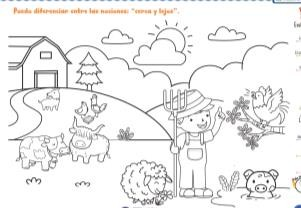 Puedo diferenciar entre las nociones: "cerca y lejos".